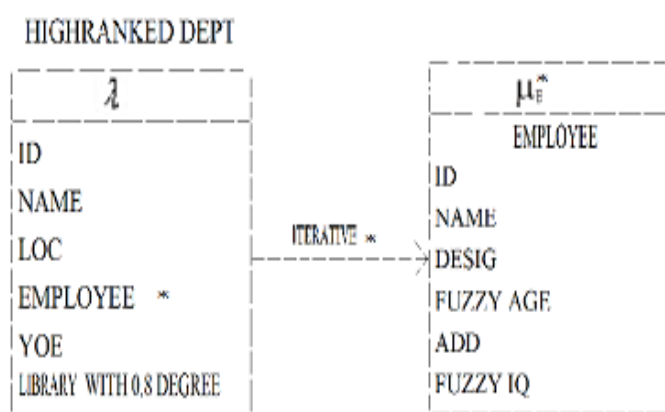 HIGHRANKED DEPT
λ
ID
NAME
LOC
EMPLOYEE *
YOE
LIBRARY WITH 0,8 DEGREE
ITERATIVE *
μ_E*
EMPLOYEE
ID
NAME
DESIG
FUZZY AGE
ADD
FUZZY IQ